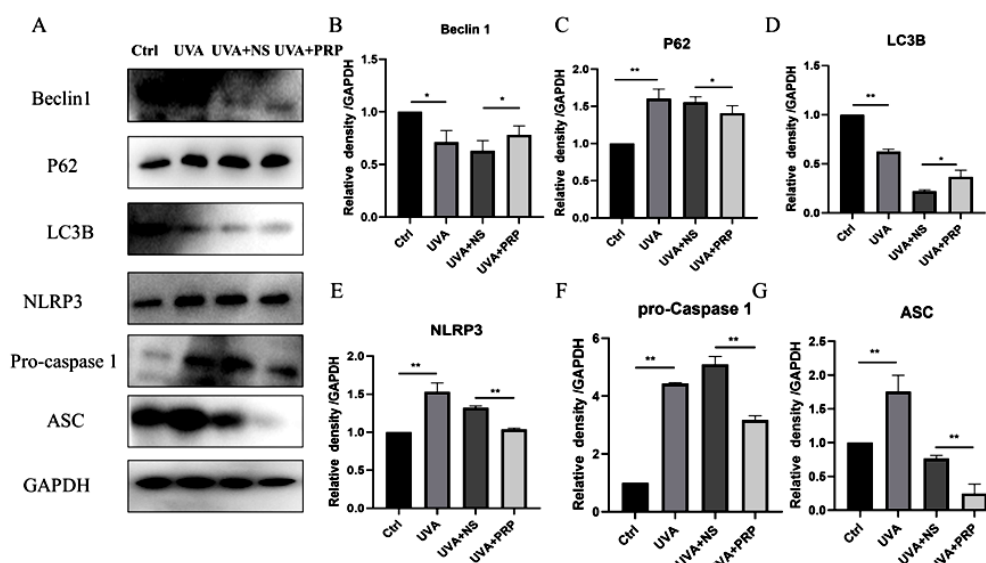 A
Ctrl UVA UVA+NS UVA+PRP
Beclin1
P62
LC3B
NLRP3
Pro-caspase 1
ASC
GAPDH
B
Beclin 1
Relative density /GAPDH
1.5
1.0
0.5
0.0
*
*
Ctrl
UVA
UVA+NS
UVA+PRP
C
P62
Relative density /GAPDH
2.0
1.5
1.0
0.5
0.0
**
*
Ctrl
UVA
UVA+NS
UVA+PRP
D
LC3B
Relative density /GAPDH
1.5
1.0
0.5
0.0
**
*
Ctrl
UVA
UVA+NS
UVA+PRP
E
NLRP3
Relative density /GAPDH
2.0
1.5
1.0
0.5
0.0
**
**
Ctrl
UVA
UVA+NS
UVA+PRP
F
pro-Caspase 1
Relative density /GAPDH
6
4
2
0
**
**
Ctrl
UVA
UVA+NS
UVA+PRP
G
ASC
Relative density /GAPDH
2.5
2.0
1.5
1.0
0.5
0.0
**
**
Ctrl
UVA
UVA+NS
UVA+PRP